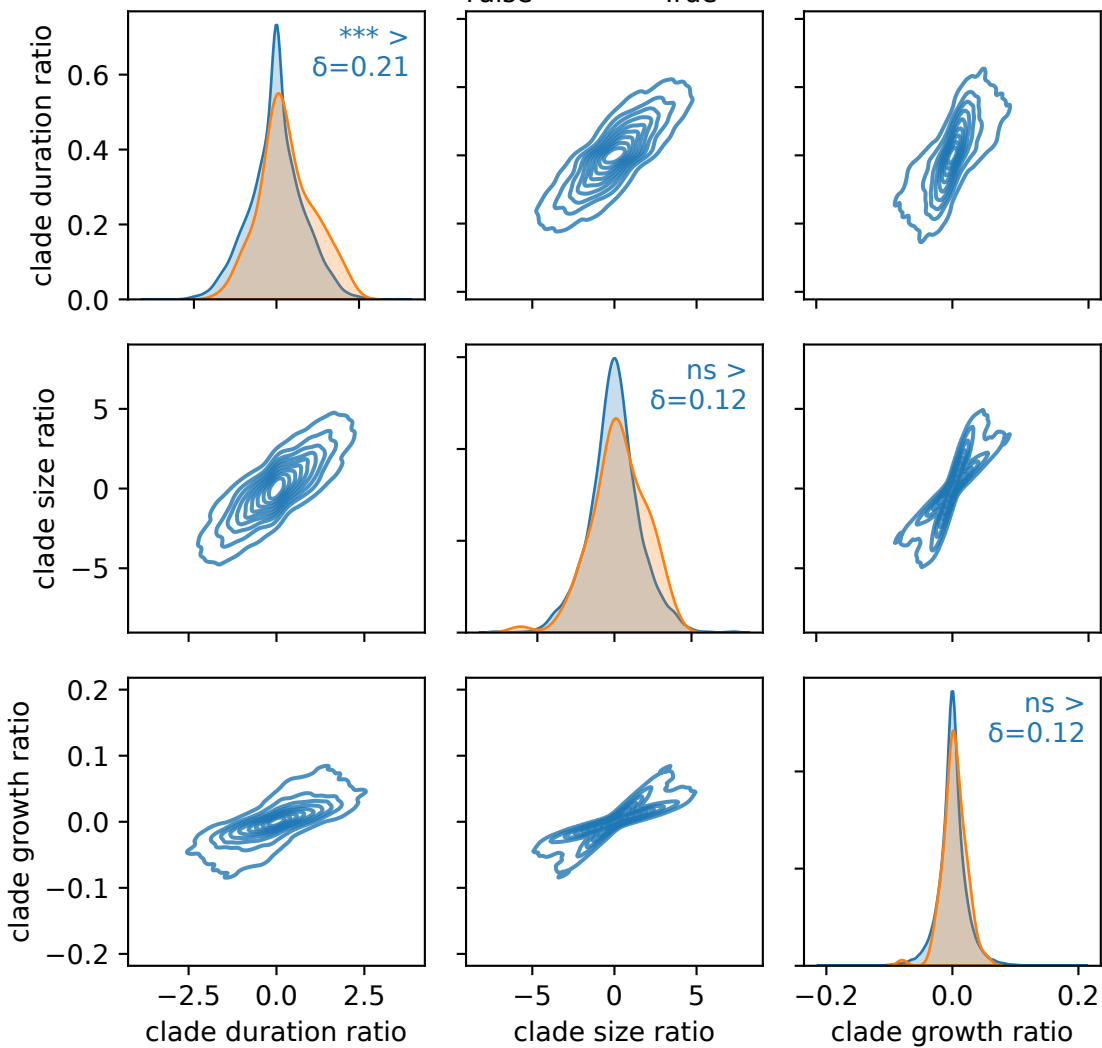 clade duration ratio
0.6
0.4
0.2
0.0
*** >
δ=0.21
clade size ratio
5
0
−5
ns >
δ=0.12
clade growth ratio
0.2
0.1
0.0
−0.1
−0.2
ns >
δ=0.12
−2.5 0.0 2.5
−5 0 5
−0.2 0.0 0.2
clade duration ratio
clade size ratio
clade growth ratio